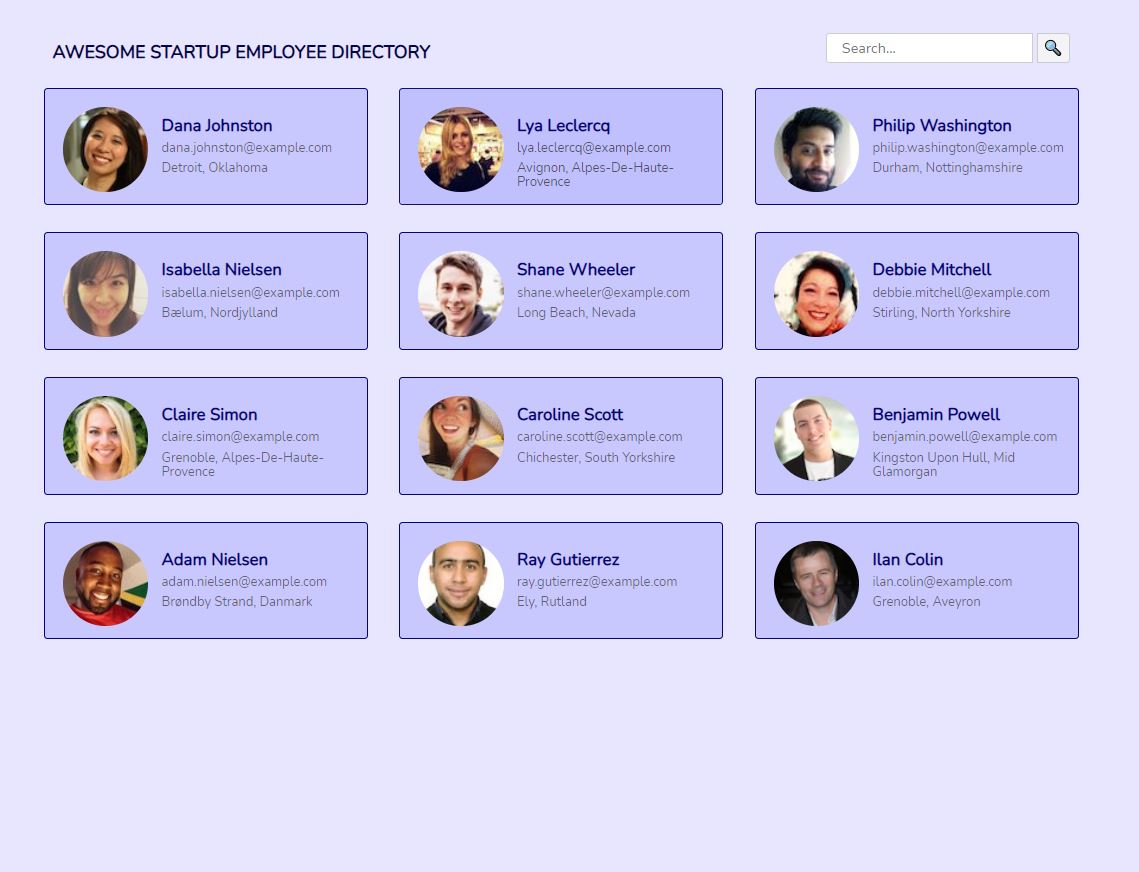 AWESOME STARTUP EMPLOYEE DIRECTORY
Search...
Dana Johnston
dana.johnston@example.com
Detroit, Oklahoma
Lya Leclercq
lya.leclercq@example.com
Avignon, Alpes-De-Haute-
Provence
Philip Washington
philip.washington@example.com
Durham, Nottinghamshire
Isabella Nielsen
isabella.nielsen@example.com
Bælum, Nordjylland
Shane Wheeler
shane.wheeler@example.com
Long Beach, Nevada
Debbie Mitchell
debbie.mitchell@example.com
Stirling, North Yorkshire
Claire Simon
claire.simon@example.com
Grenoble, Alpes-De-Haute-
Provence
Caroline Scott
caroline.scott@example.com
Chichester, South Yorkshire
Benjamin Powell
benjamin.powell@example.com
Kingston Upon Hull, Mid
Glamorgan
Adam Nielsen
adam.nielsen@example.com
Brøndby Strand, Danmark
Ray Gutierrez
ray.gutierrez@example.com
Ely, Rutland
Ilan Colin
ilan.colin@example.com
Grenoble, Aveyron